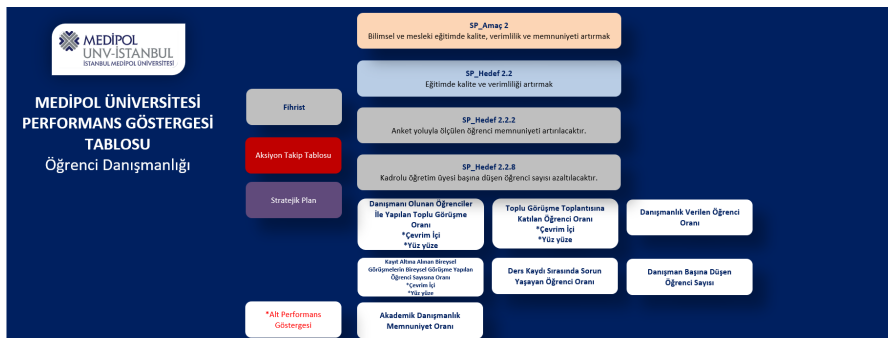 MEDİPOL
UNV-İSTANBUL
İSTANBUL MEDİPOL ÜNİVERSİTESİ
MEDİPOL ÜNİVERSİTESİ
PERFORMANS GÖSTERGESİ
TABLOSU
Öğrenci Danışmanlığı
Fihrist
Aksiyon Takip Tablosu
Stratejik Plan
*Alt Performans
Göstergesi
SP_Amaç 2
Bilimsel ve mesleki eğitimde kalite, verimlilik ve memnuniyeti artırmak
SP_Hedef 2.2
Eğitimde kalite ve verimliliği artırmak
SP_Hedef 2.2.2
Anket yoluyla ölçülen öğrenci memnuniyeti artırılacaktır.
SP_Hedef 2.2.8
Kadrolu öğretim üyesi başına düşen öğrenci sayısı azaltılacaktır.
Danışmanı Olunan Öğrenciler
İle Yapılan Toplu Görüşme
Oranı
*Çevrim İçi
*Yüz yüze
Toplu Görüşme Toplantısına
Katılan Öğrenci Oranı
*Çevrim İçi
*Yüz yüze
Danışmanlık Verilen Öğrenci
Oranı
Kayıt Altına Alınan Bireysel
Görüşmelerin Bireysel Görüşme Yapılan
Öğrenci Sayısına Oranı
*Çevrim İçi
*Yüz yüze
Ders Kaydı Sırasında Sorun
Yaşayan Öğrenci Oranı
Danışman Başına Düşen
Öğrenci Sayısı
Akademik Danışmanlık
Memnuniyet Oranı